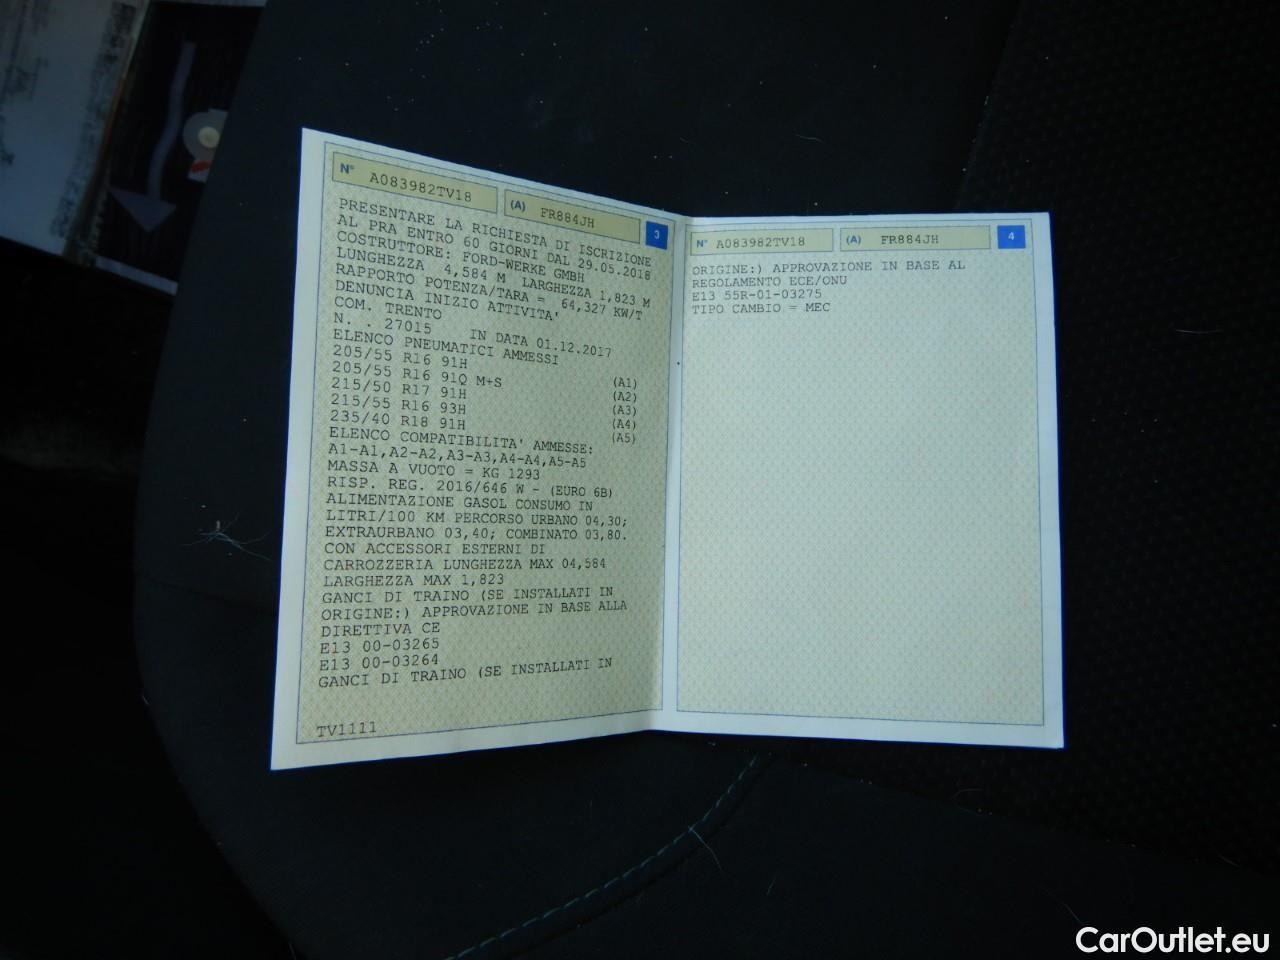 N° A083982TV18
(A) FR884JH
3
PRESENTARE LA RICHIESTA DI ISCRIZIONE
AL PRA ENTRO 60 GIORNI DAL 29.05.2018
COSTRUTTORE: FORD-WERKE GMBH
LUNGHEZZA 4,584 M LARGHEZZA 1,823 M
RAPPORTO POTENZA/TARA = 64,327 KW/T
DENUNCIA INIZIO ATTIVITA'
COM. TRENTO
N. . 27015 IN DATA 01.12.2017
ELENCO PNEUMATICI AMMESSI
205/55 R16 91H (A1)
205/55 R16 91Q M+S (A2)
215/50 R17 91H (A3)
215/55 R16 93H (A4)
235/40 R18 91H (A5)
ELENCO COMPATIBILITA' AMMESSE:
A1-A1,A2-A2,A3-A3,A4-A4,A5-A5
MASSA A VUOTO = KG 1293
RISP. REG. 2016/646 W - (EURO 6B)
ALIMENTAZIONE GASOL CONSUMO IN
LITRI/100 KM PERCORSO URBANO 04,30;
EXTRAURBANO 03,40; COMBINATO 03,80.
CON ACCESSORI ESTERNI DI
CARROZZERIA LUNGHEZZA MAX 04,584
LARGHEZZA MAX 1,823
GANCI DI TRAINO (SE INSTALLATI IN
ORIGINE:) APPROVAZIONE IN BASE ALLA
DIRETTIVA CE
E13 00-03265
E13 00-03264
GANCI DI TRAINO (SE INSTALLATI IN
TV1111
N° A083982TV18
(A) FR884JH
4
ORIGINE:) APPROVAZIONE IN BASE AL
REGOLAMENTO ECE/ONU
E13 55R-01-03275
TIPO CAMBIO = MEC
CarOutlet.eu